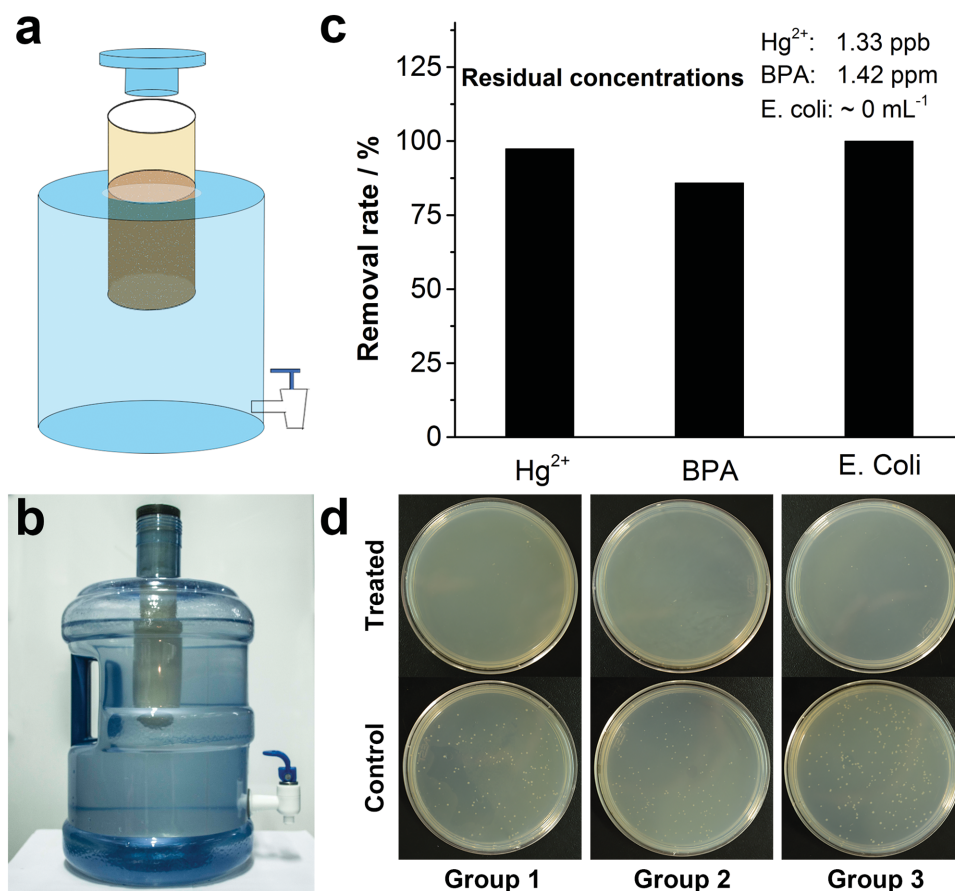 a
b
c
Removal rate / %
125
100
75
50
25
0
Residual concentrations
Hg²⁺: 1.33 ppb
BPA: 1.42 ppm
E. coli: ~ 0 mL⁻¹
Hg²⁺
BPA
E. Coli
d
Treated
Control
Group 1
Group 2
Group 3